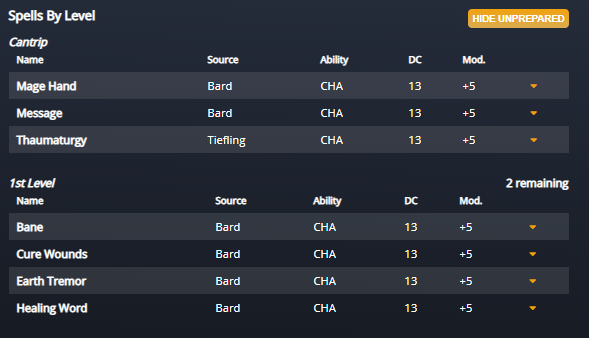 Spells By Level HIDE UNPREPARED
Cantrip
Name Source Ability DC Mod.
Mage Hand Bard CHA 13 +5
Message Bard CHA 13 +5
Thaumaturgy Tiefling CHA 13 +5
1st Level 2 remaining
Name Source Ability DC Mod.
Bane Bard CHA 13 +5
Cure Wounds Bard CHA 13 +5
Earth Tremor Bard CHA 13 +5
Healing Word Bard CHA 13 +5